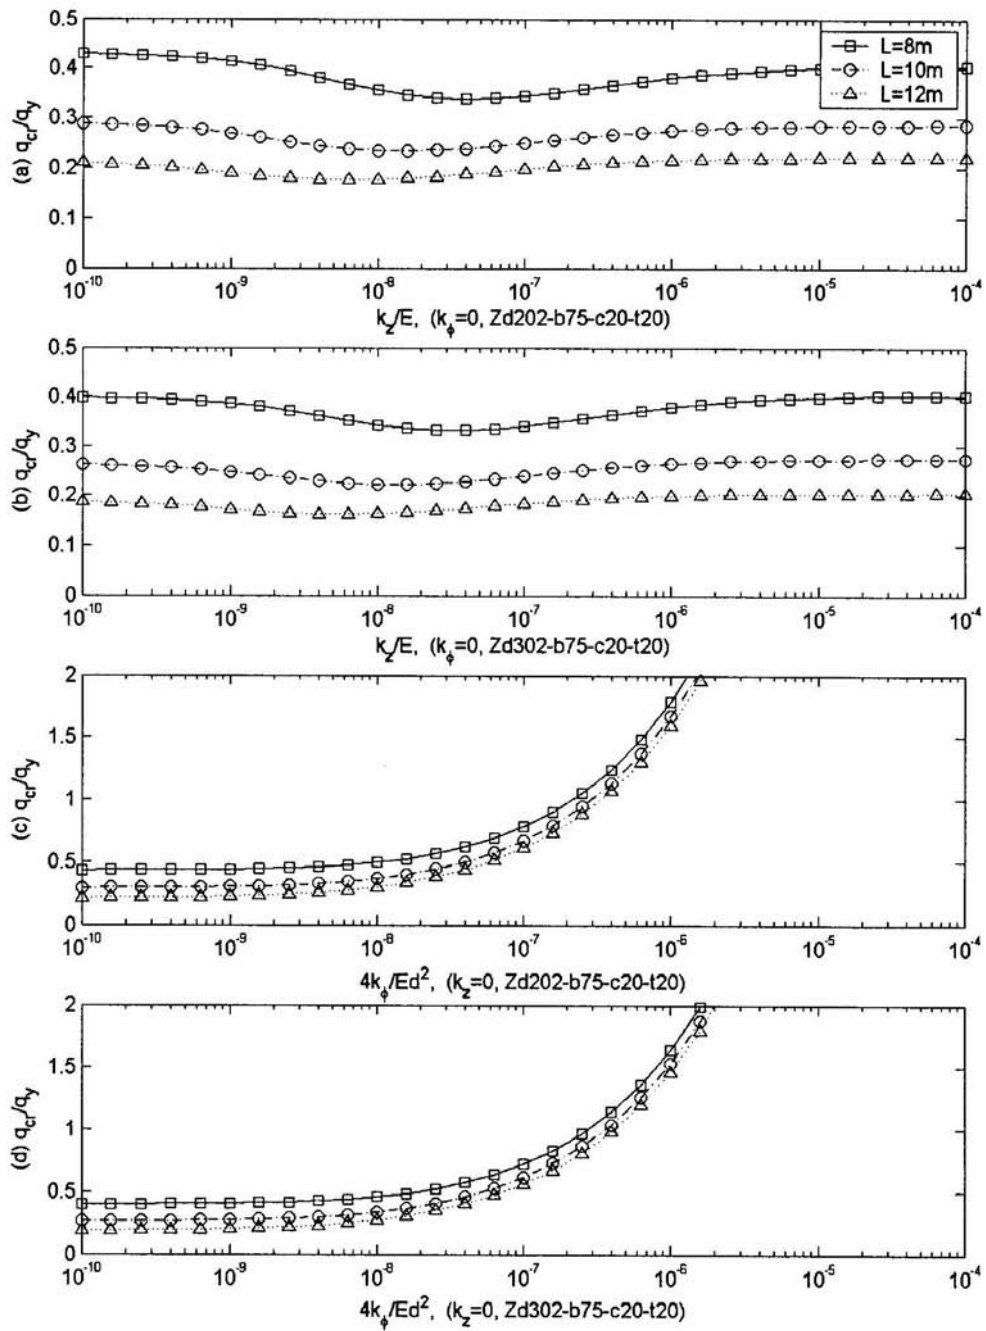 0.5
0.4
0.3
0.2
0.1
0
(a) q_cr/q_y
L=8m
L=10m
L=12m
10^-10 10^-9 10^-8 10^-7 10^-6 10^-5 10^-4
k_z/E, (k_ϕ=0, Zd202-b75-c20-t20)
0.5
0.4
0.3
0.2
0.1
0
(b) q_cr/q_y
10^-10 10^-9 10^-8 10^-7 10^-6 10^-5 10^-4
k_z/E, (k_ϕ=0, Zd302-b75-c20-t20)
2
1.5
1
0.5
0
(c) q_cr/q_y
10^-10 10^-9 10^-8 10^-7 10^-6 10^-5 10^-4
4k_ϕ/Ed^2, (k_z=0, Zd202-b75-c20-t20)
2
1.5
1
0.5
0
(d) q_cr/q_y
10^-10 10^-9 10^-8 10^-7 10^-6 10^-5 10^-4
4k_ϕ/Ed^2, (k_z=0, Zd302-b75-c20-t20)